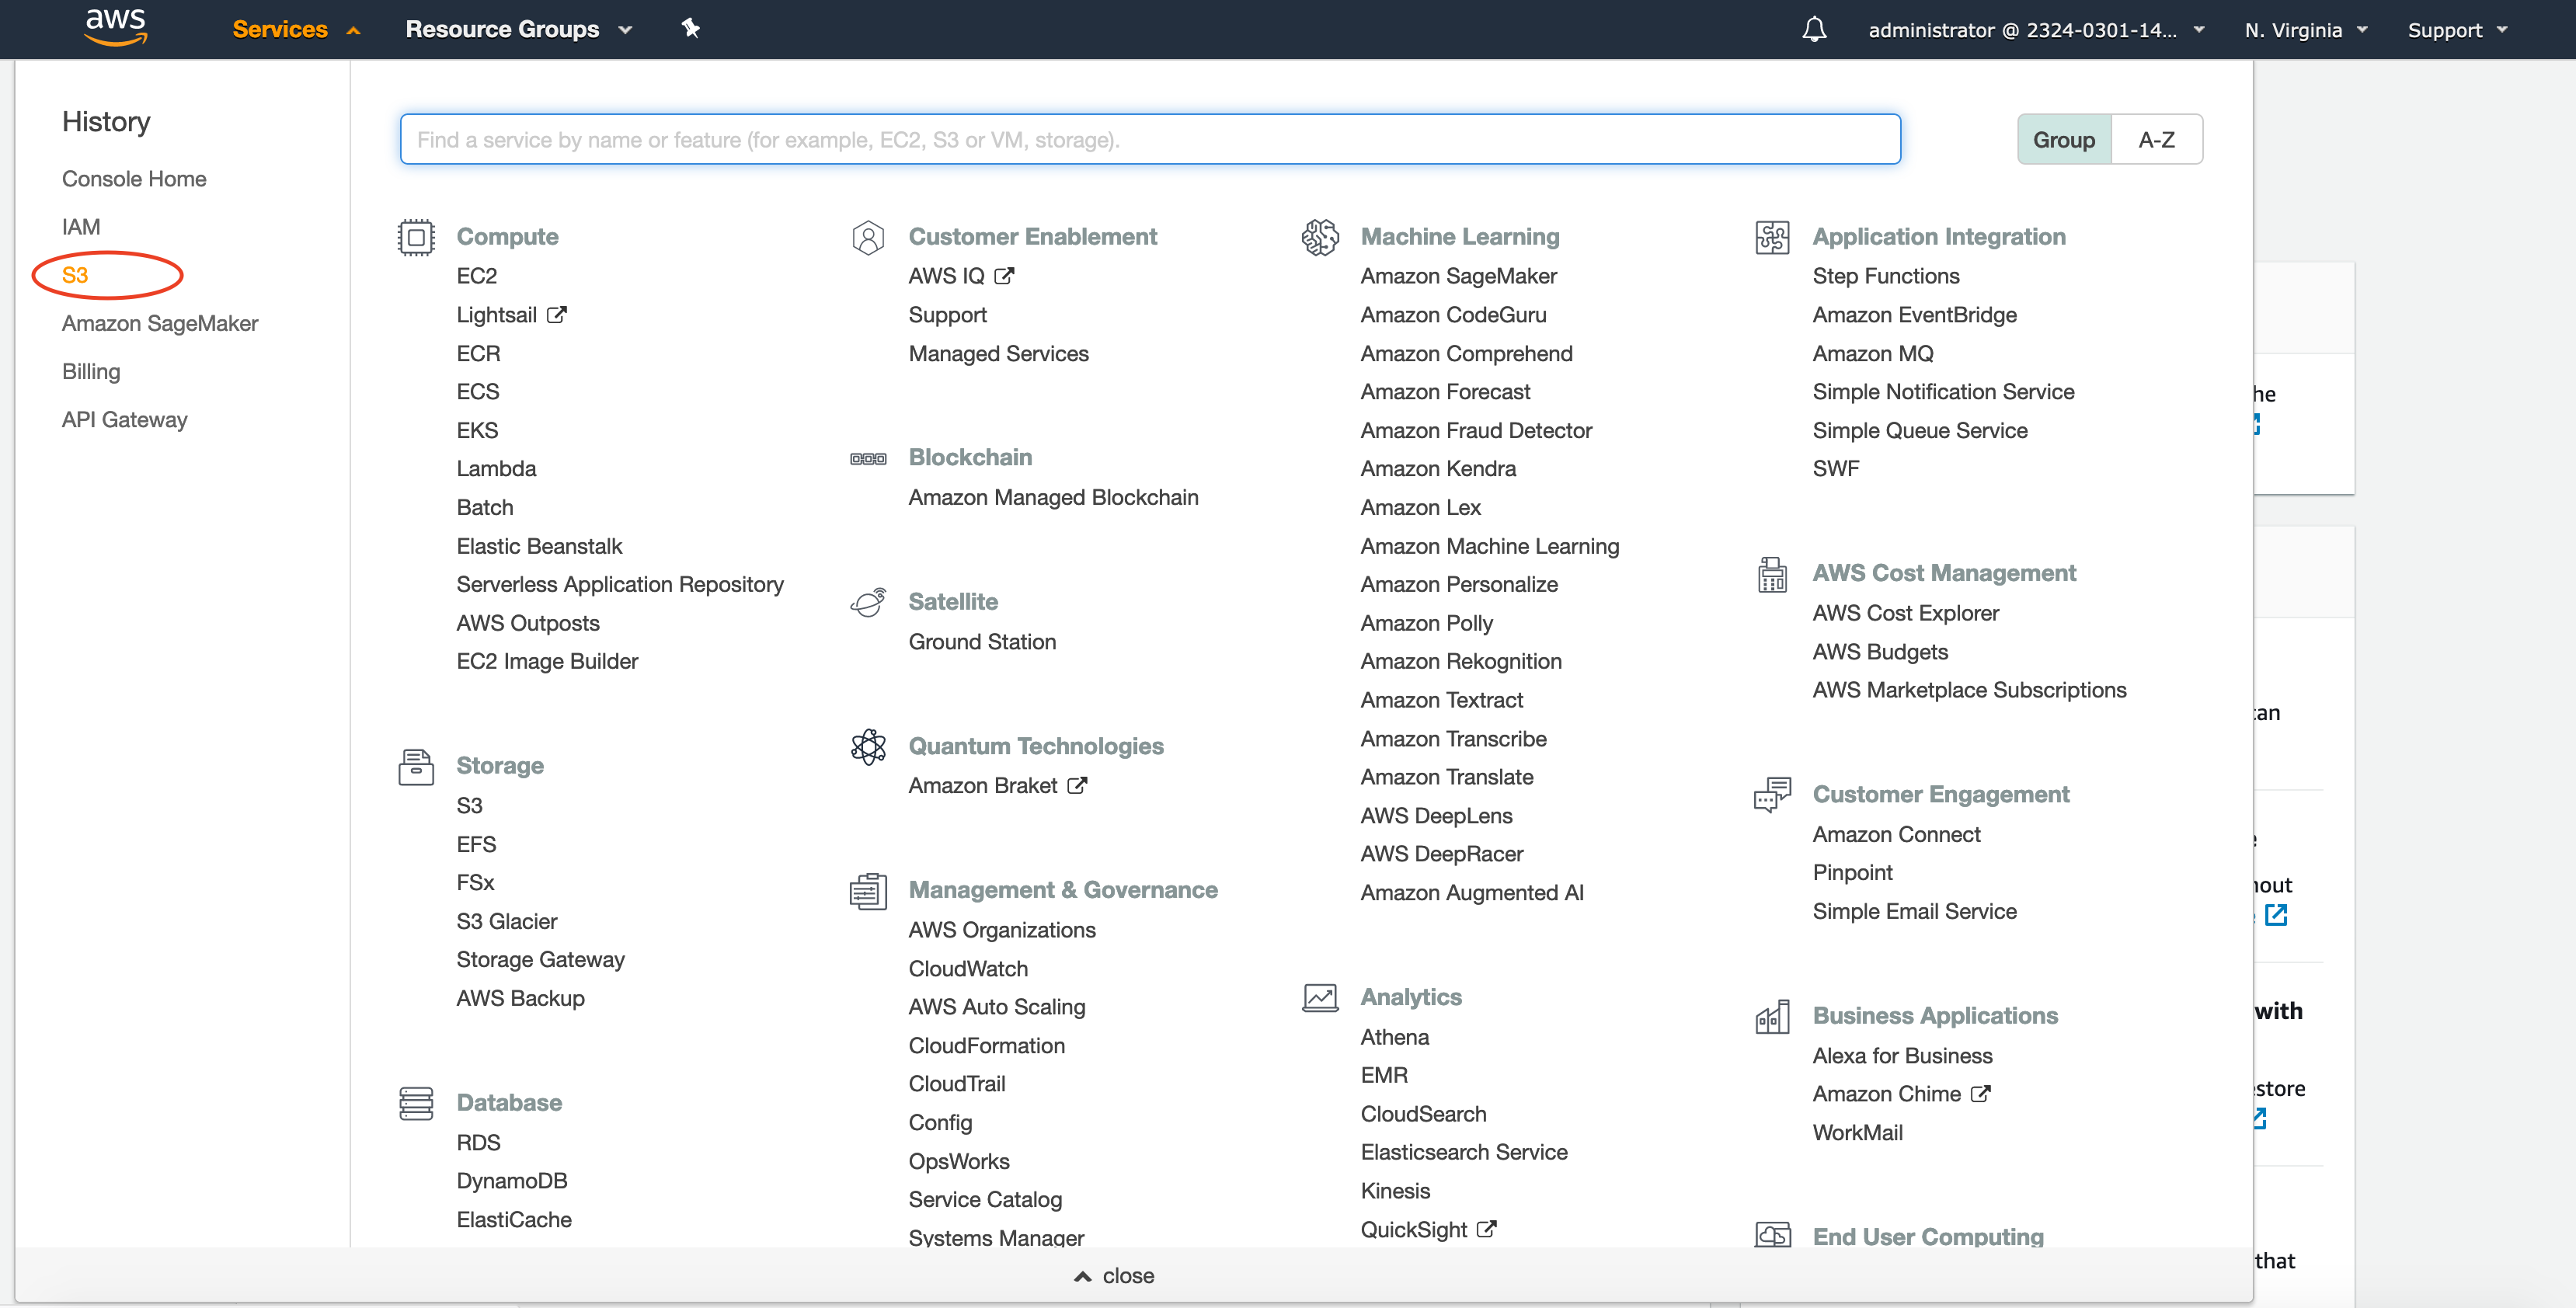 aws
Services
Resource Groups
administrator @ 2324-0301-14...
N. Virginia
Support
History
Console Home
IAM
S3
Amazon SageMaker
Billing
API Gateway
Find a service by name or feature (for example, EC2, S3 or VM, storage).
Group
A-Z
Compute
EC2
Lightsail
ECR
ECS
EKS
Lambda
Batch
Elastic Beanstalk
Serverless Application Repository
AWS Outposts
EC2 Image Builder
Storage
S3
EFS
FSx
S3 Glacier
Storage Gateway
AWS Backup
Database
RDS
DynamoDB
ElastiCache
Customer Enablement
AWS IQ
Support
Managed Services
Blockchain
Amazon Managed Blockchain
Satellite
Ground Station
Quantum Technologies
Amazon Braket
Management & Governance
AWS Organizations
CloudWatch
AWS Auto Scaling
CloudFormation
CloudTrail
Config
OpsWorks
Service Catalog
Systems Manager
Machine Learning
Amazon SageMaker
Amazon CodeGuru
Amazon Comprehend
Amazon Forecast
Amazon Fraud Detector
Amazon Kendra
Amazon Lex
Amazon Machine Learning
Amazon Personalize
Amazon Polly
Amazon Rekognition
Amazon Textract
Amazon Transcribe
Amazon Translate
AWS DeepLens
AWS DeepRacer
Amazon Augmented AI
Analytics
Athena
EMR
CloudSearch
Elasticsearch Service
Kinesis
QuickSight
Application Integration
Step Functions
Amazon EventBridge
Amazon MQ
Simple Notification Service
Simple Queue Service
SWF
AWS Cost Management
AWS Cost Explorer
AWS Budgets
AWS Marketplace Subscriptions
Customer Engagement
Amazon Connect
Pinpoint
Simple Email Service
Business Applications
Alexa for Business
Amazon Chime
WorkMail
End User Computing
with
that
close